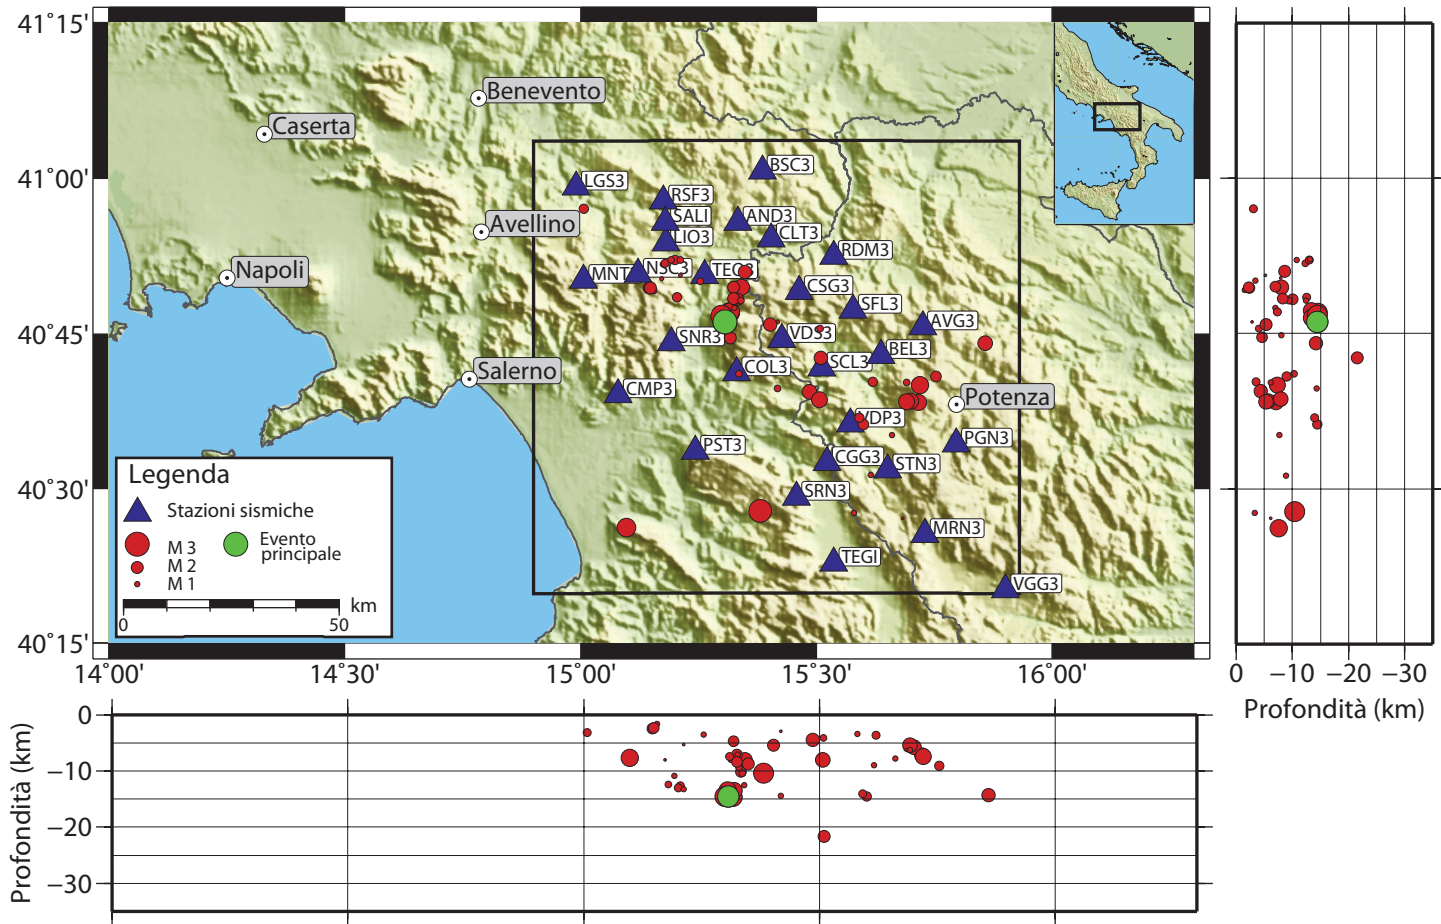 41°15'
41°00'
40°45'
40°30'
40°15'
14°00'
14°30'
15°00'
15°30'
16°00'
Benevento
Caserta
Avellino
Napoli
Salerno
Potenza
BSC3
LGS3
RSF3
SALI
AND3
LIO3
CLT3
RDM3
NSC3
TEO3
MNT
CSG3
SFL3
AVG3
SNR3
VDS3
BEL3
COL3
SCL3
CMP3
VDP3
PST3
PGN3
CGG3
STN3
SRN3
MRN3
TEGI
VGG3
Legenda
Stazioni sismiche
M 3
M 2
M 1
Evento
principale
km
0
50
0 −10 −20 −30
Profondità (km)
0
−10
−20
−30
Profondità (km)